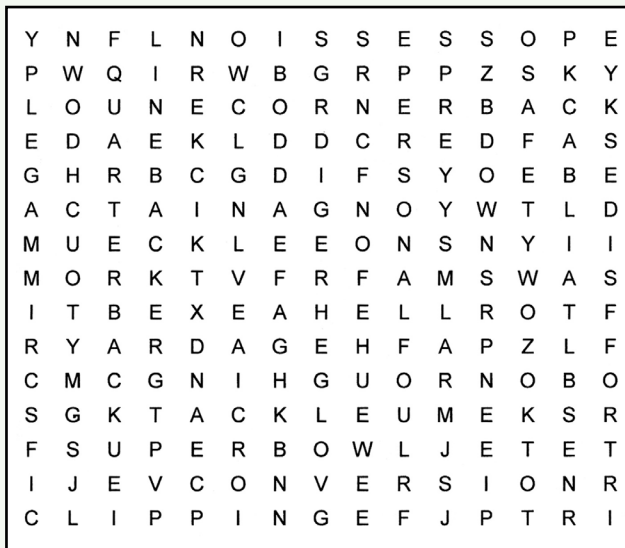 Y N F L N O I S S E S S O P E
P W Q I R W B G R P P Z S K Y
L O U N E C O R N E R B A C K
E D A E K L D D C R E D F A S
G H R B C G D I F S Y O E B E
A C T A I N A G N O Y W T L D
M U E C K L E E O N S N Y I I
M O R K T V F R F A M S W A S
I T B E X E A H E L L R O T F
R Y A R D A G E H F A P Z L F
C M C G N I H G U O R N O B O
S G K T A C K L E U M E K S R
F S U P E R B O W L J E T E T
I J E V C O N V E R S I O N R
C L I P P I N G E F J P T R I